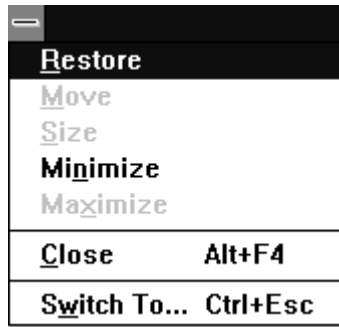 Restore
Move
Size
Minimize
Maximize
Close Alt+F4
Switch To... Ctrl+Esc